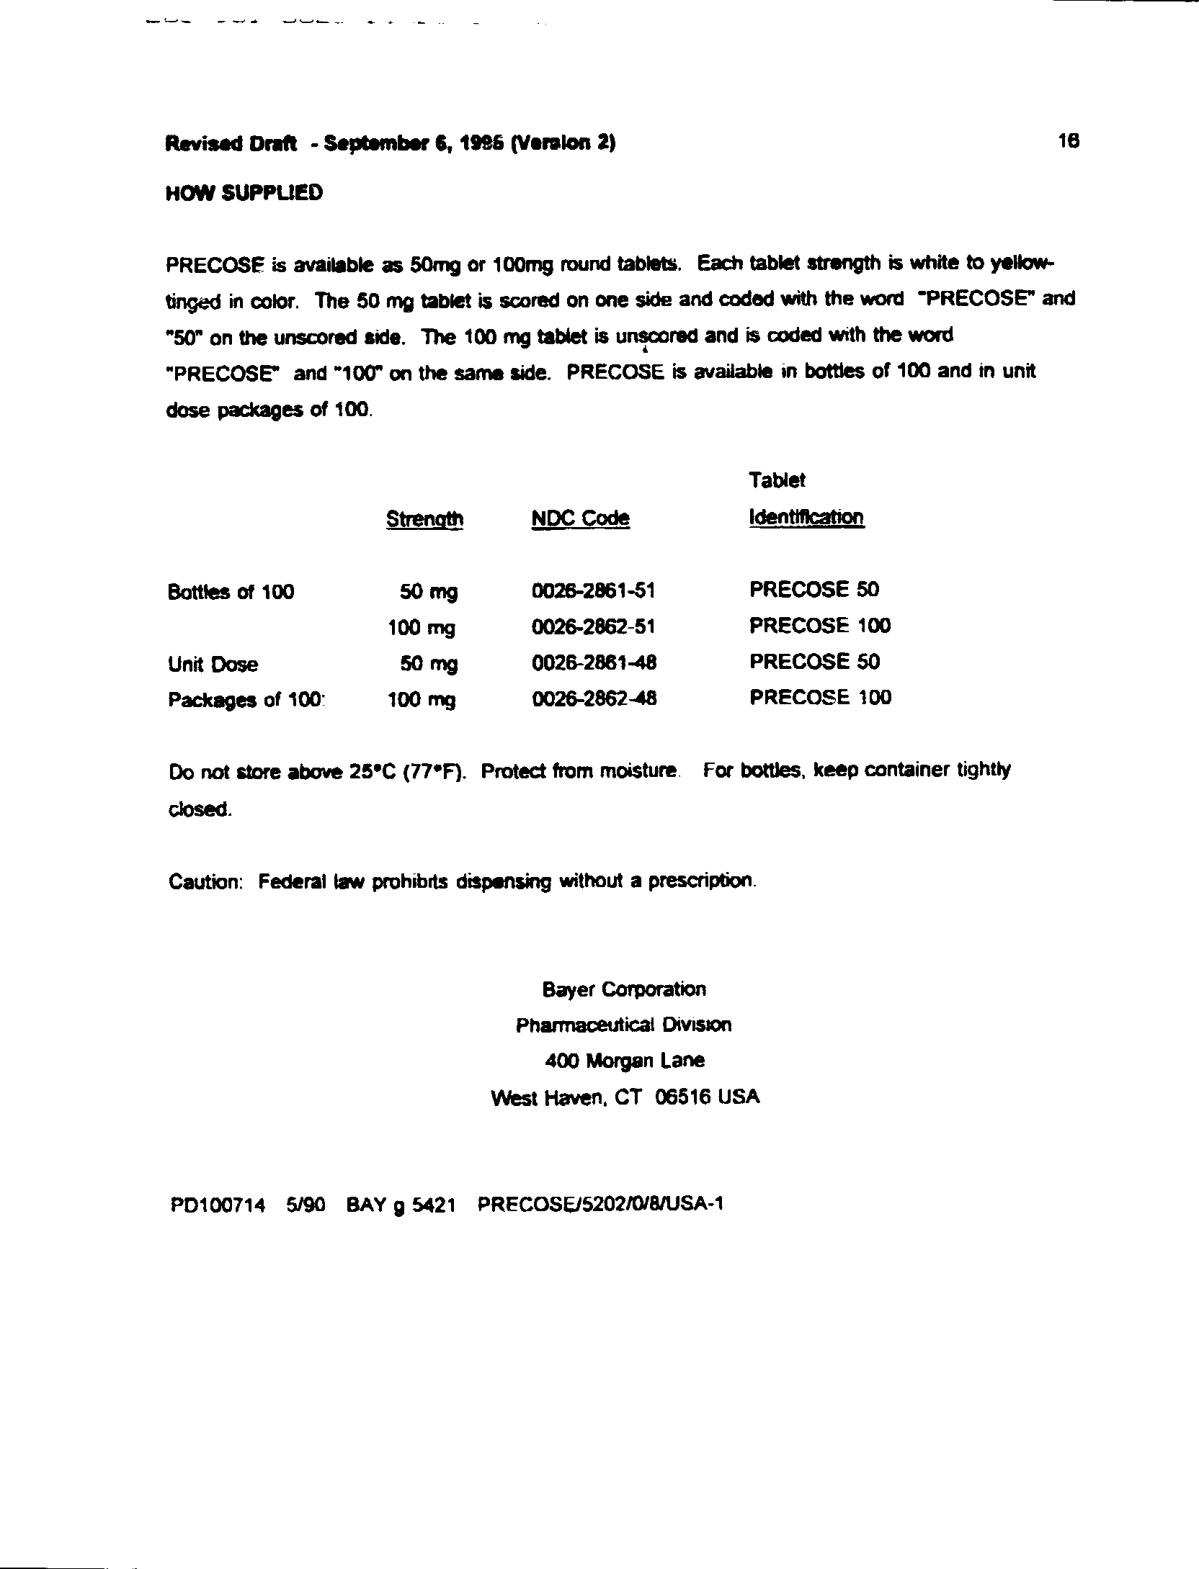 Revised Draft - September 6, 1995 (Version 2) 16
HOW SUPPLIED
PRECOSE is available as 50mg or 100mg round tablets. Each tablet strength is white to yellow-
tinged in color. The 50 mg tablet is scored on one side and coded with the word "PRECOSE" and
"50" on the unscored side. The 100 mg tablet is unscored and is coded with the word
"PRECOSE" and "100" on the same side. PRECOSE is available in bottles of 100 and in unit
dose packages of 100.
Tablet
Strength NDC Code Identification
Bottles of 100 50 mg 0026-2861-51 PRECOSE 50
100 mg 0026-2862-51 PRECOSE 100
Unit Dose 50 mg 0026-2861-48 PRECOSE 50
Packages of 100: 100 mg 0026-2862-48 PRECOSE 100
Do not store above 25°C (77°F). Protect from moisture. For bottles, keep container tightly
closed.
Caution: Federal law prohibits dispensing without a prescription.
Bayer Corporation
Pharmaceutical Division
400 Morgan Lane
West Haven, CT 06516 USA
PD100714 5/90 BAY g 5421 PRECOSE/5202/0/8/USA-1